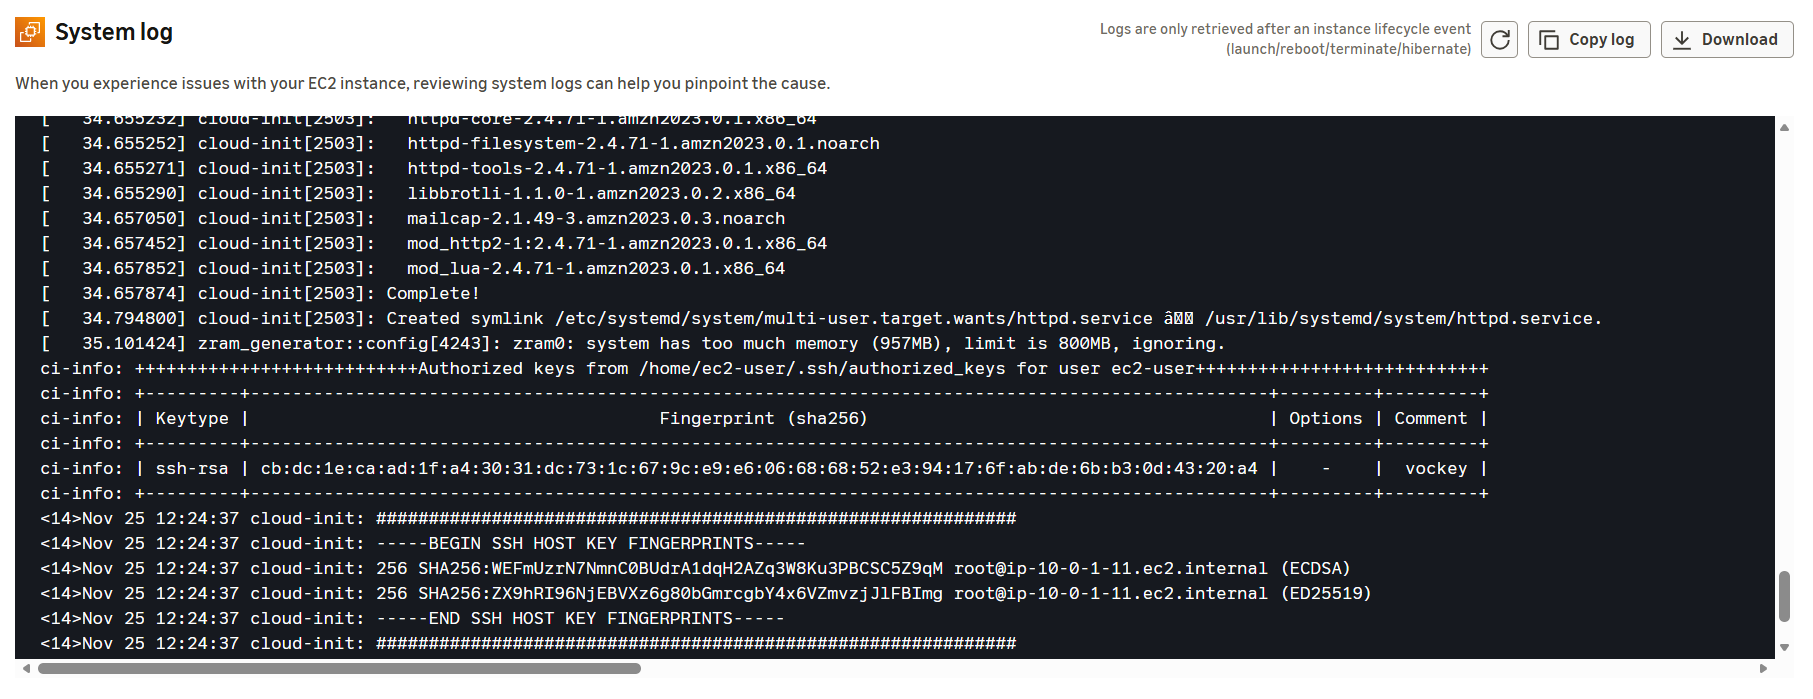 System log
Logs are only retrieved after an instance lifecycle event
(launch/reboot/terminate/hibernate)
Copy log
Download
When you experience issues with your EC2 instance, reviewing system logs can help you pinpoint the cause.
[   34.655232] cloud-init[2503]:   httpd-core-2.4.71-1.amzn2023.0.1.x86_64
[   34.655252] cloud-init[2503]:   httpd-filesystem-2.4.71-1.amzn2023.0.1.noarch
[   34.655271] cloud-init[2503]:   httpd-tools-2.4.71-1.amzn2023.0.1.x86_64
[   34.655290] cloud-init[2503]:   libbrotli-1.1.0-1.amzn2023.0.2.x86_64
[   34.657050] cloud-init[2503]:   mailcap-2.1.49-3.amzn2023.0.3.noarch
[   34.657452] cloud-init[2503]:   mod_http2-1:2.4.71-1.amzn2023.0.1.x86_64
[   34.657852] cloud-init[2503]:   mod_lua-2.4.71-1.amzn2023.0.1.x86_64
[   34.657874] cloud-init[2503]: Complete!
[   34.794800] cloud-init[2503]: Created symlink /etc/systemd/system/multi-user.target.wants/httpd.service â /usr/lib/systemd/system/httpd.service.
[   35.101424] zram_generator::config[4243]: zram0: system has too much memory (957MB), limit is 800MB, ignoring.
ci-info: +++++++++++++++++++++++++++Authorized keys from /home/ec2-user/.ssh/authorized_keys for user ec2-user++++++++++++++++++++++++++++
ci-info: +---------+-------------------------------------------------------------------------------------------------+---------+---------+
ci-info: | Keytype |                                       Fingerprint (sha256)                                      | Options | Comment |
ci-info: +---------+-------------------------------------------------------------------------------------------------+---------+---------+
ci-info: | ssh-rsa | cb:dc:1e:ca:ad:1f:a4:30:31:dc:73:1c:67:9c:e9:e6:06:68:68:52:e3:94:17:6f:ab:de:6b:b3:0d:43:20:a4 |    -    |  vockey |
ci-info: +---------+-------------------------------------------------------------------------------------------------+---------+---------+
<14>Nov 25 12:24:37 cloud-init: #############################################################
<14>Nov 25 12:24:37 cloud-init: -----BEGIN SSH HOST KEY FINGERPRINTS-----
<14>Nov 25 12:24:37 cloud-init: 256 SHA256:WEFmUzrN7NmnC0BUdrA1dqH2AZq3W8Ku3PBCSC5Z9qM root@ip-10-0-1-11.ec2.internal (ECDSA)
<14>Nov 25 12:24:37 cloud-init: 256 SHA256:ZX9hRI96NjEBVXz6g80bGmrcgbY4x6VZmvzjJlFBImg root@ip-10-0-1-11.ec2.internal (ED25519)
<14>Nov 25 12:24:37 cloud-init: -----END SSH HOST KEY FINGERPRINTS-----
<14>Nov 25 12:24:37 cloud-init: #############################################################